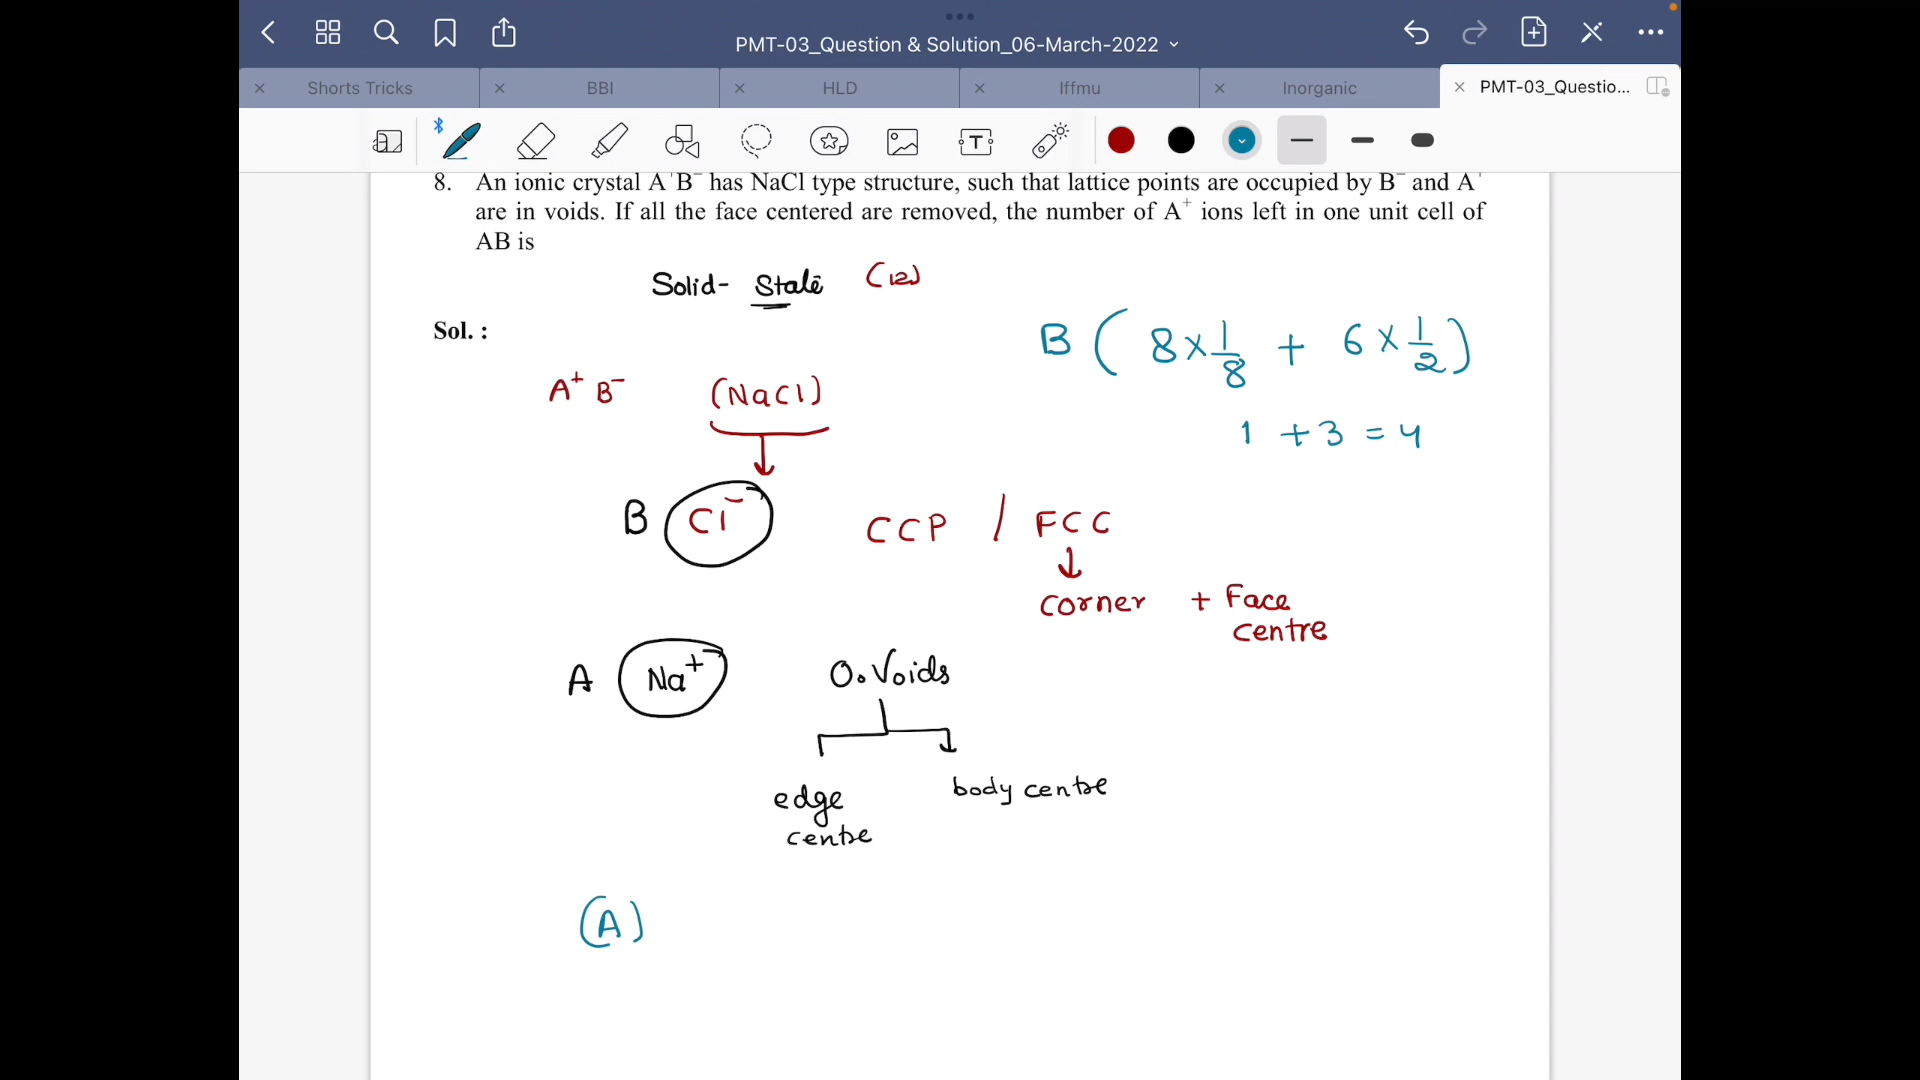 PMT-03_Question & Solution_06-March-2022
Shorts Tricks
BBI
HLD
Iffmu
Inorganic
PMT-03_Questio...
8. An ionic crystal A⁺B⁻ has NaCl type structure, such that lattice points are occupied by B⁻ and A⁺
are in voids. If all the face centered are removed, the number of A⁺ ions left in one unit cell of
AB is
Solid- State (12)
Sol. :
B ( 8 × 1/8 + 6 × 1/2 )
A⁺ B⁻ (NaCl)
1 + 3 = 4
B Cl⁻ CCP / FCC
corner + Face
centre
A Na⁺ O. Voids
edge
centre
body centre
(A)